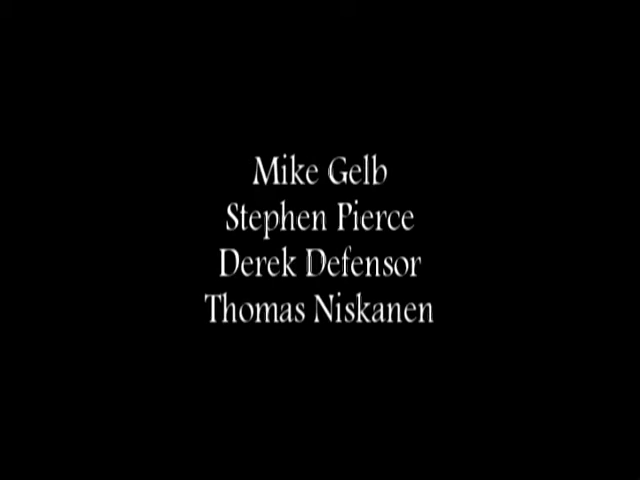 Mike Gelb
Stephen Pierce
Derek Defensor
Thomas Niskanen